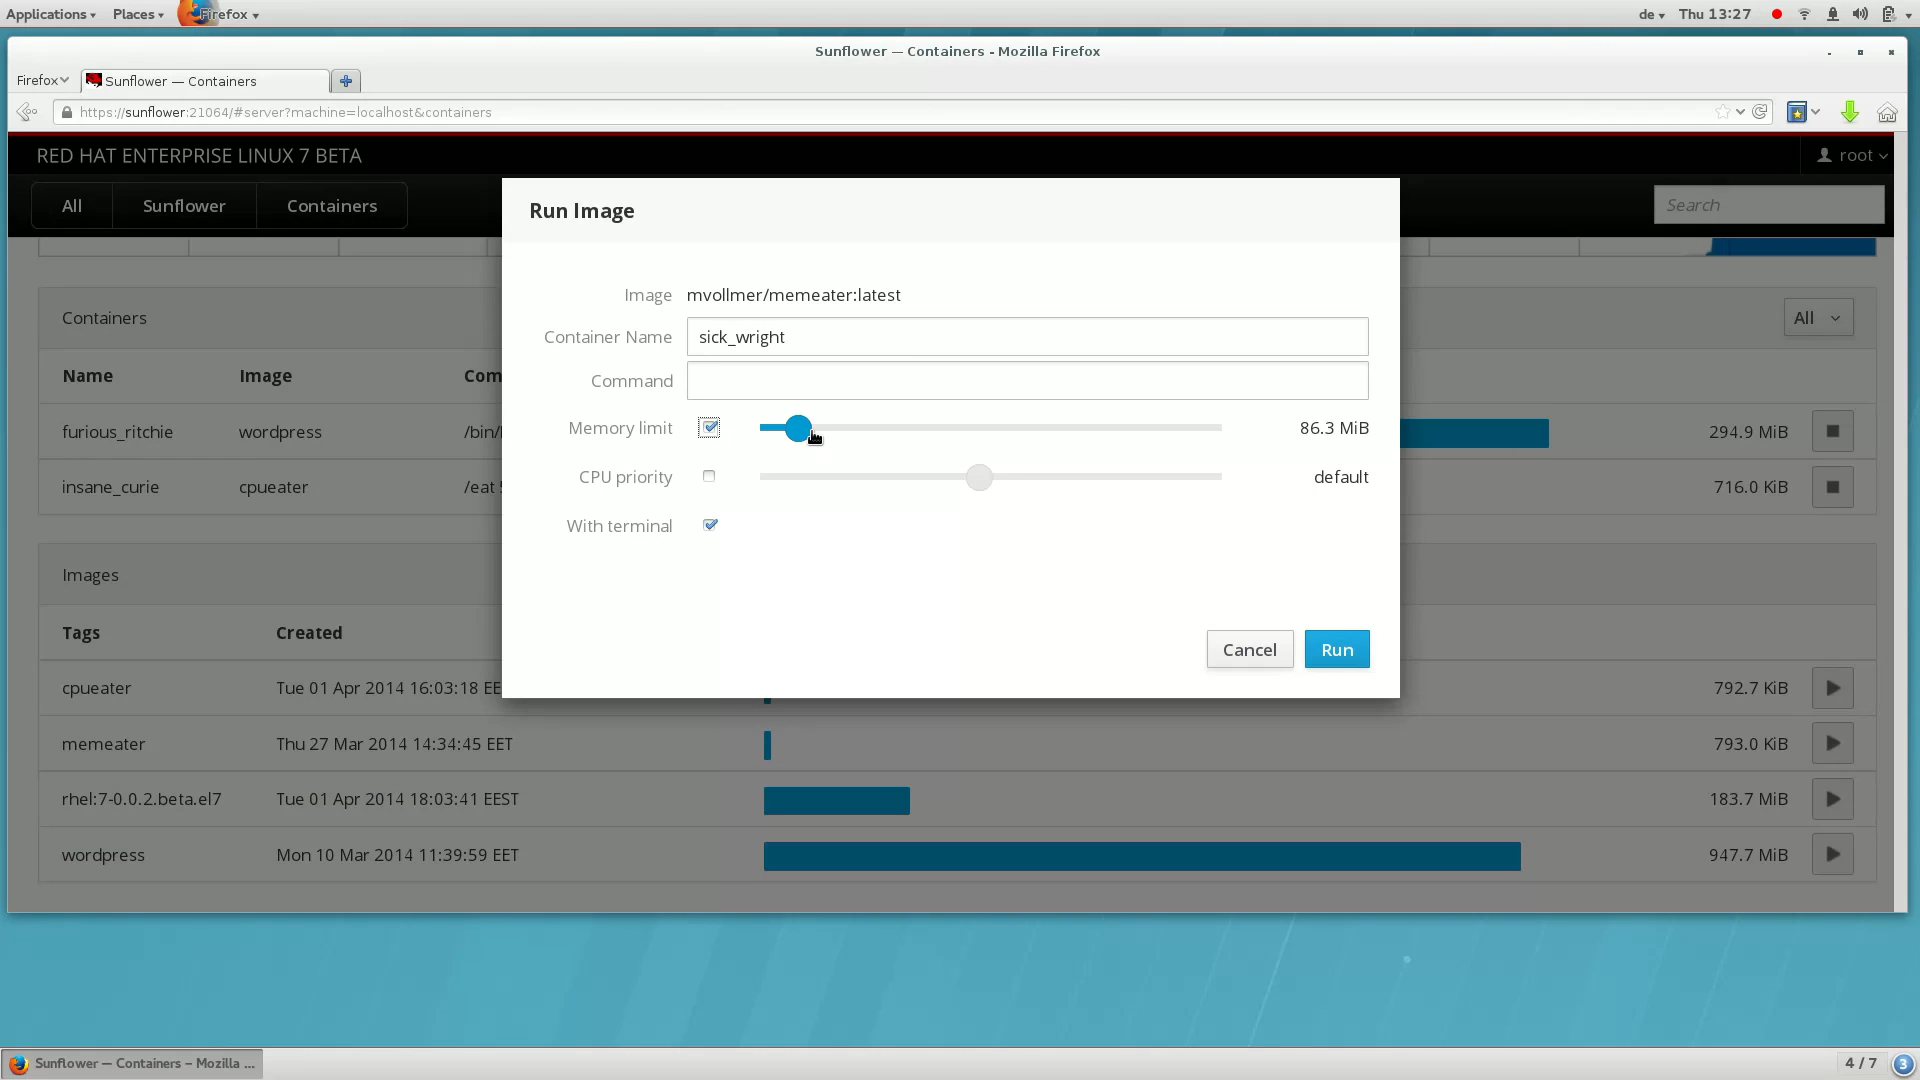 Applications Places Firefox de Thu 13:27
Sunflower — Containers - Mozilla Firefox
Firefox Sunflower — Containers
https://sunflower:21064/#server?machine=localhost&containers
RED HAT ENTERPRISE LINUX 7 BETA root
All Sunflower Containers Search
Run Image
Image mvollmer/memeater:latest
Container Name sick_wright
Command
Memory limit 86.3 MiB
CPU priority default
With terminal
Cancel Run
Containers All
Name Image Com
furious_ritchie wordpress /bin/ 294.9 MiB
insane_curie cpueater /eat 716.0 KiB
Images
Tags Created
cpueater Tue 01 Apr 2014 16:03:18 EE 792.7 KiB
memeater Thu 27 Mar 2014 14:34:45 EET 793.0 KiB
rhel:7-0.0.2.beta.el7 Tue 01 Apr 2014 18:03:41 EEST 183.7 MiB
wordpress Mon 10 Mar 2014 11:39:59 EET 947.7 MiB
Sunflower — Containers – Mozilla ... 4 / 7 3